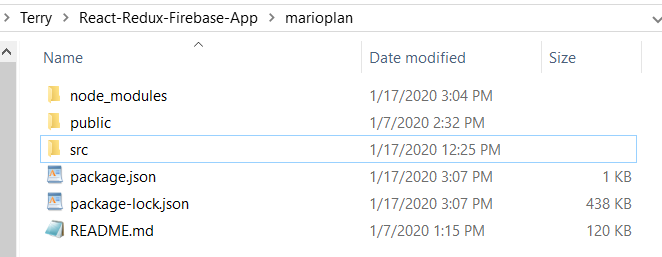 Terry > React-Redux-Firebase-App > marioplan
Name Date modified Size
node_modules 1/17/2020 3:04 PM
public 1/7/2020 2:32 PM
src 1/17/2020 12:25 PM
package.json 1/17/2020 3:07 PM 1 KB
package-lock.json 1/17/2020 3:07 PM 438 KB
README.md 1/7/2020 1:15 PM 120 KB